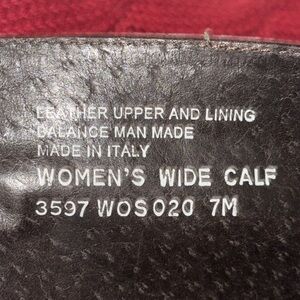 LEATHER UPPER AND LINING
BALANCE MAN MADE
MADE IN ITALY
WOMEN'S WIDE CALF
3597 WOS020 7M